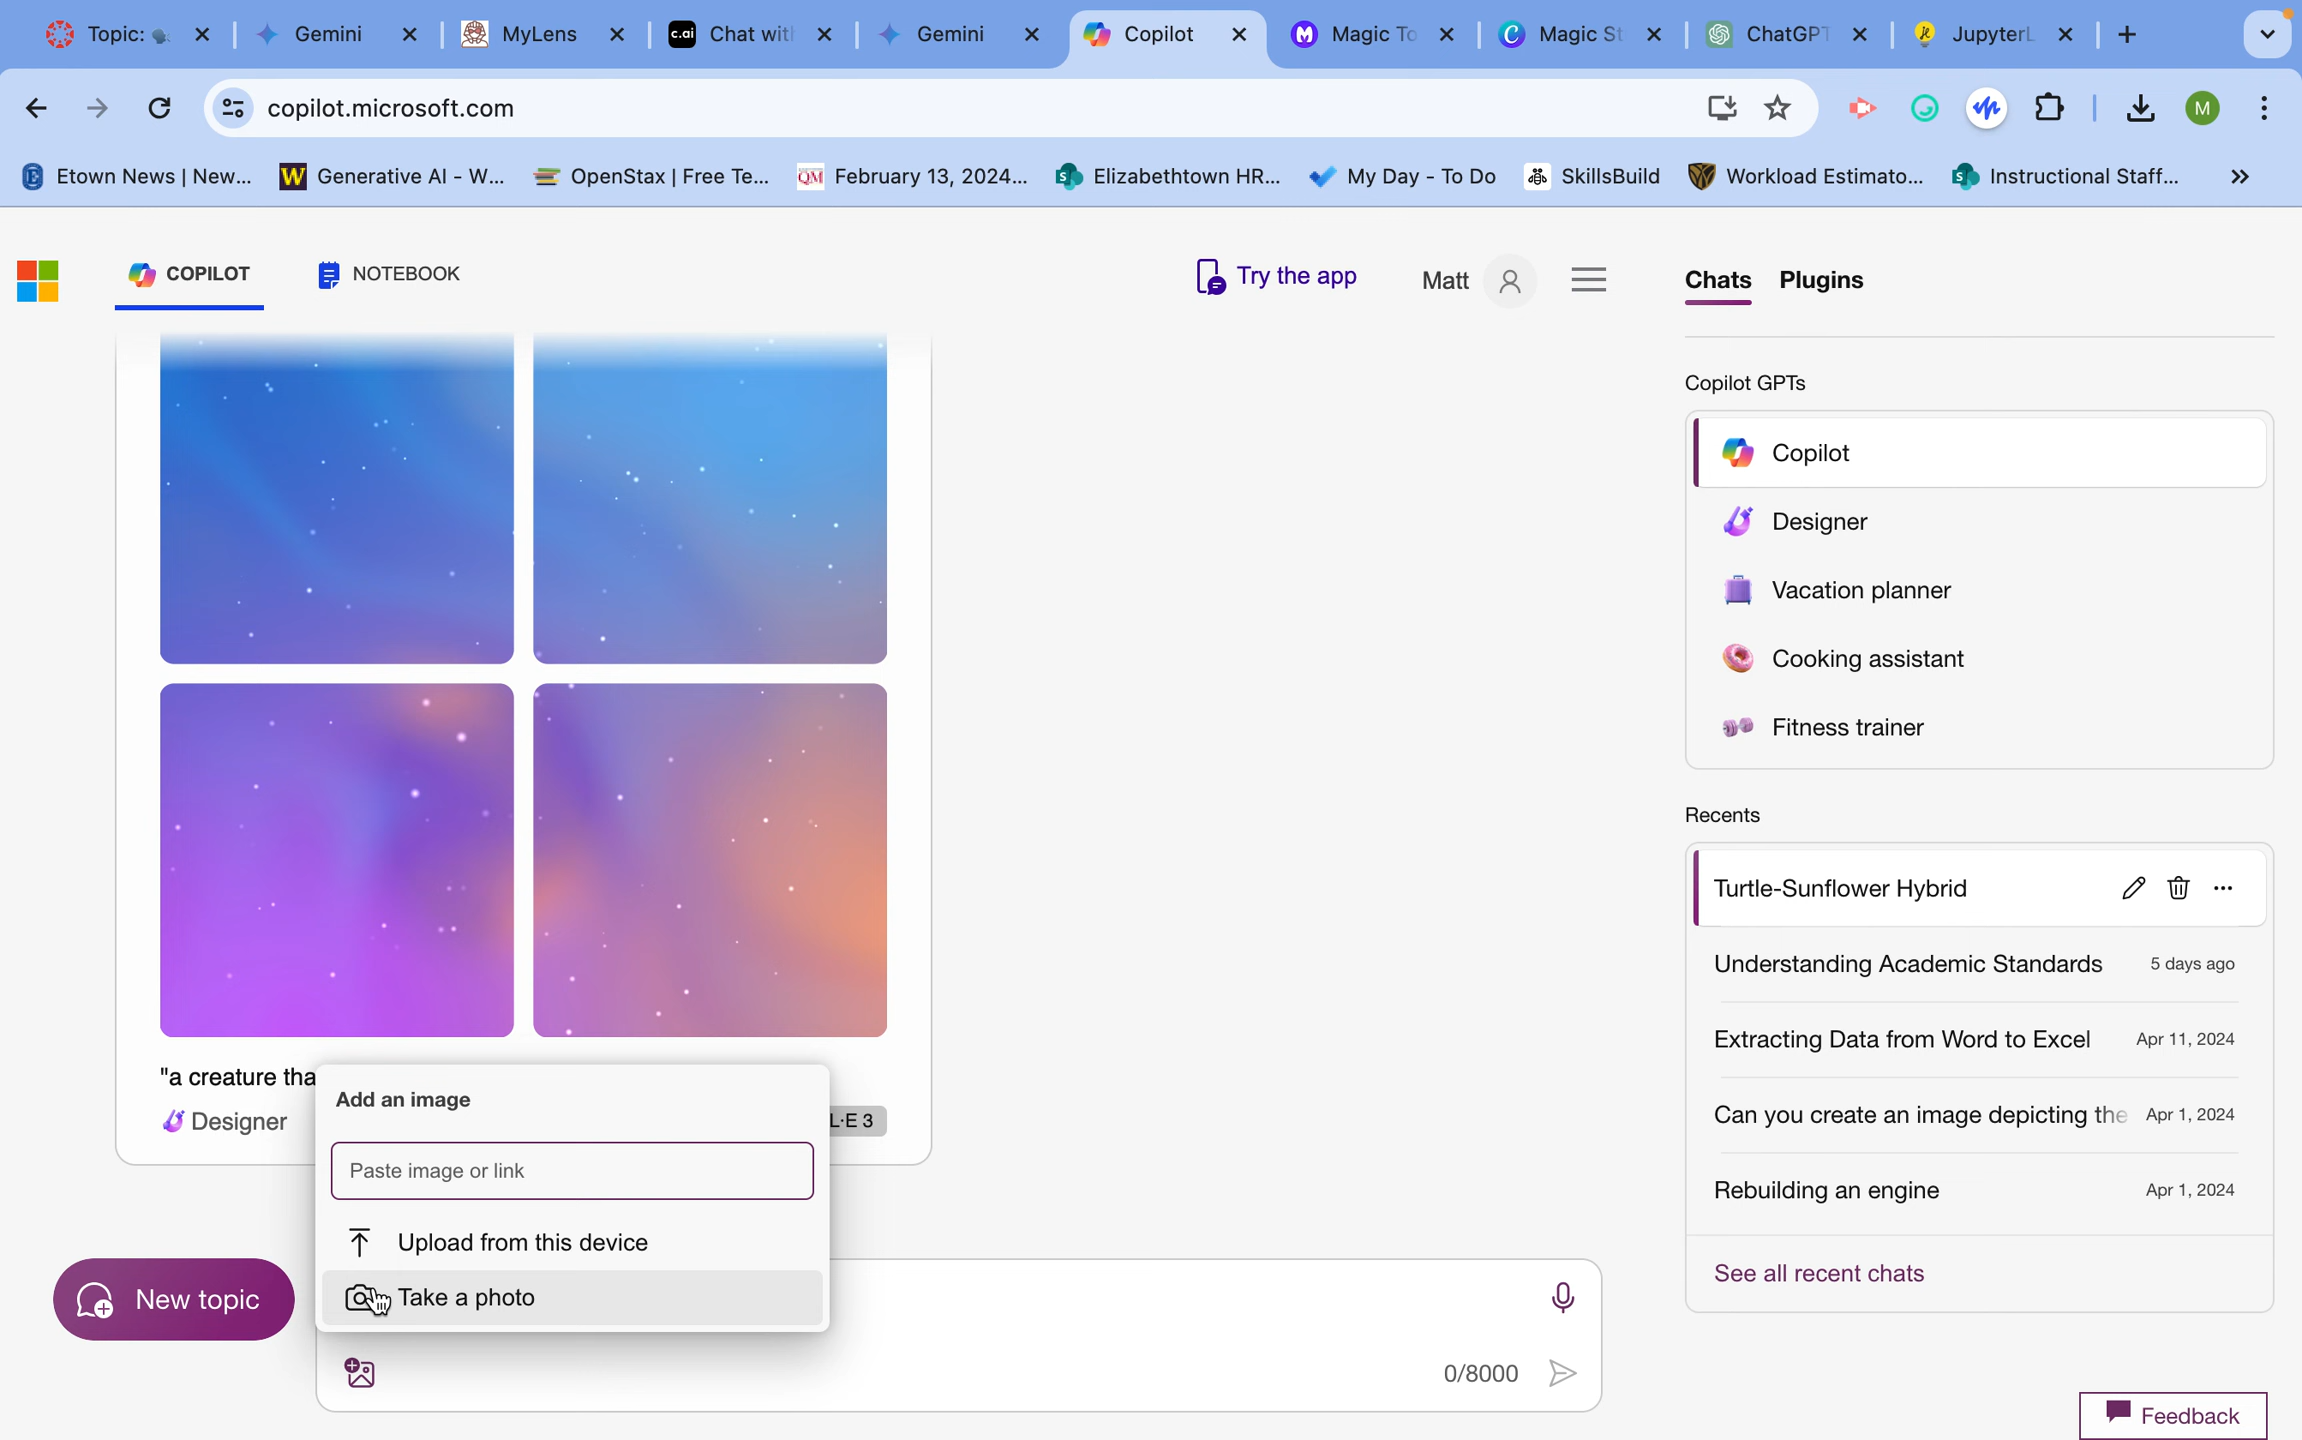 Topic:
Gemini
MyLens
c.ai Chat with
Gemini
Copilot
Magic To
Magic St
ChatGPT
JupyterL
copilot.microsoft.com
M
Etown News | New...
W Generative AI - W...
OpenStax | Free Te...
QM February 13, 2024...
S Elizabethtown HR...
My Day - To Do
SkillsBuild
Workload Estimato...
S Instructional Staff...
COPILOT
NOTEBOOK
Try the app
Matt
Chats
Plugins
Copilot GPTs
Copilot
Designer
Vacation planner
Cooking assistant
Fitness trainer
Recents
Turtle-Sunflower Hybrid
Understanding Academic Standards 5 days ago
Extracting Data from Word to Excel Apr 11, 2024
Can you create an image depicting the Apr 1, 2024
Rebuilding an engine Apr 1, 2024
See all recent chats
"a creature tha
Designer
L·E 3
Add an image
Paste image or link
Upload from this device
Take a photo
New topic
0/8000
Feedback